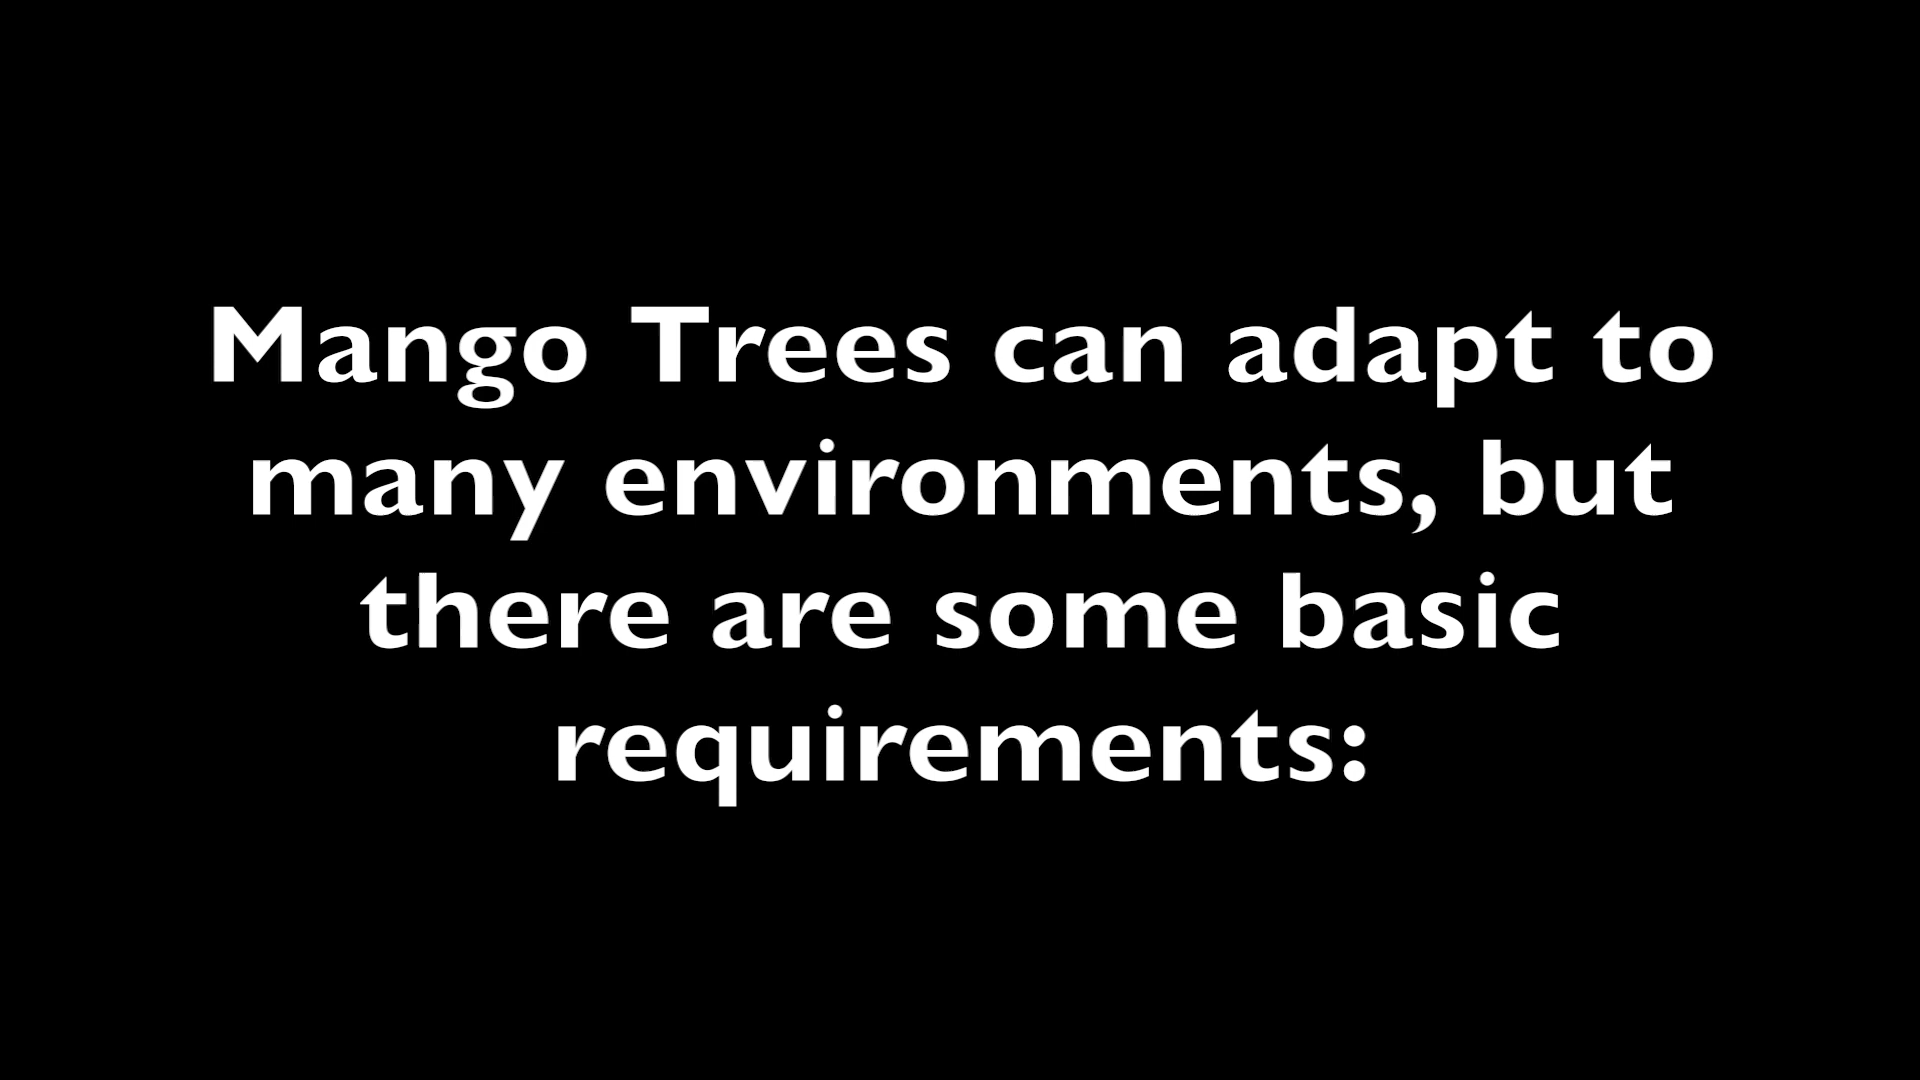 Mango Trees can adapt to
many environments, but
there are some basic
requirements: